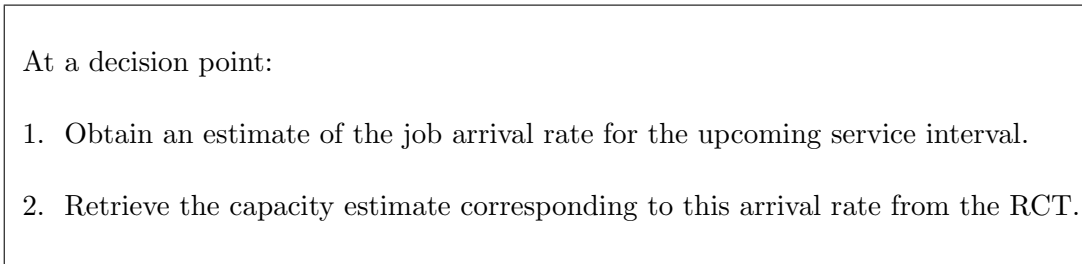 At a decision point:
1. Obtain an estimate of the job arrival rate for the upcoming service interval.
2. Retrieve the capacity estimate corresponding to this arrival rate from the RCT.